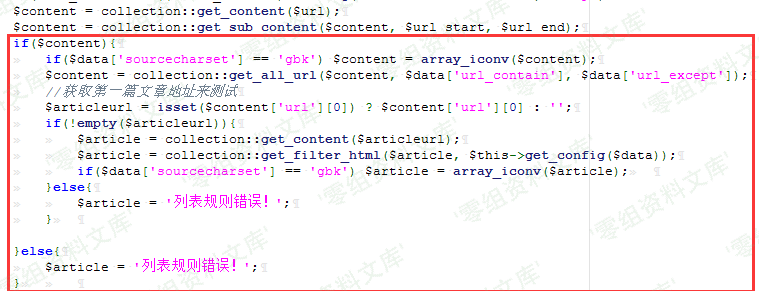 $content = collection::get_content($url);
$content = collection::get_sub_content($content, $url_start, $url_end);
if($content){
if($data['sourcecharset'] == 'gbk') $content = array_iconv($content);
$content = collection::get_all_url($content, $data['url_contain'], $data['url_except']);
//获取第一篇文章地址来测试
$articleurl = isset($content['url'][0]) ? $content['url'][0] : '';
if(!empty($articleurl)){
$article = collection::get_content($articleurl);
$article = collection::get_filter_html($article, $this->get_config($data));
if($data['sourcecharset'] == 'gbk') $article = array_iconv($article);
}else{
$article = '列表规则错误!';
}
}else{
$article = '列表规则错误!';
}
'零组资料文库'